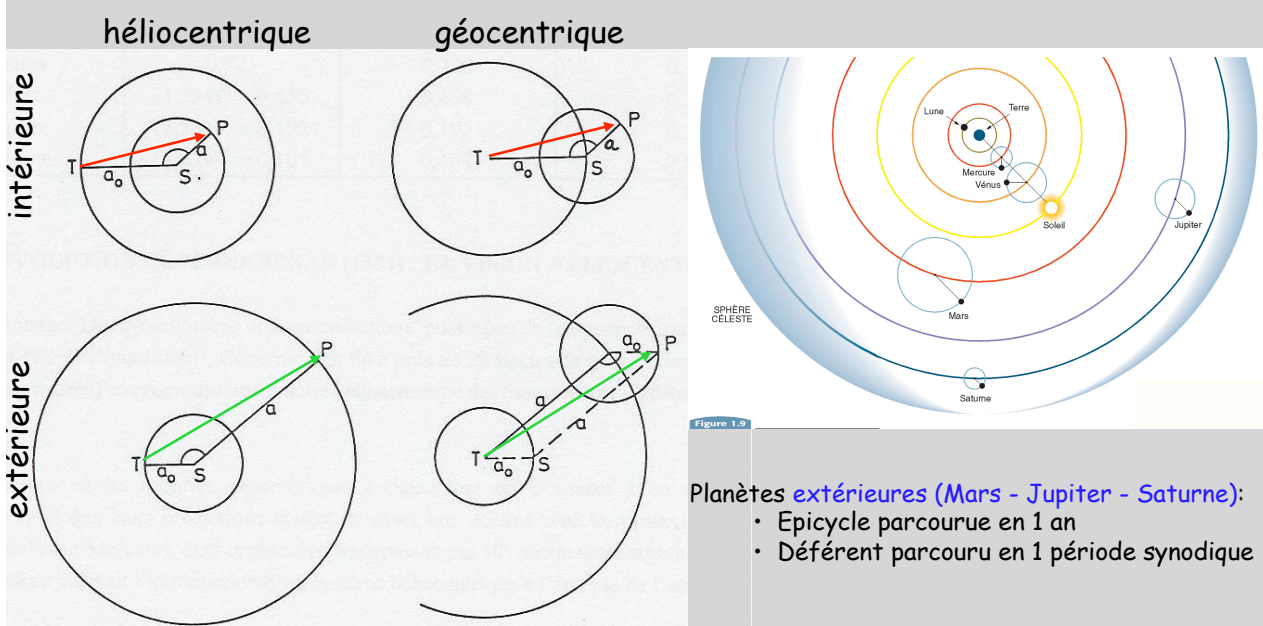 héliocentrique
géocentrique
intérieure
T
a₀
S.
a
P
T
a₀
S
a
P
extérieure
T
a₀
S
a
P
T
a₀
S
a
a
a₀
P
Lune
Terre
Mercure
Vénus
Soleil
Jupiter
Mars
SPHÈRE
CÉLESTE
Saturne
Figure 1.9
Planètes extérieures (Mars - Jupiter - Saturne):
• Epicycle parcourue en 1 an
• Déférent parcouru en 1 période synodique